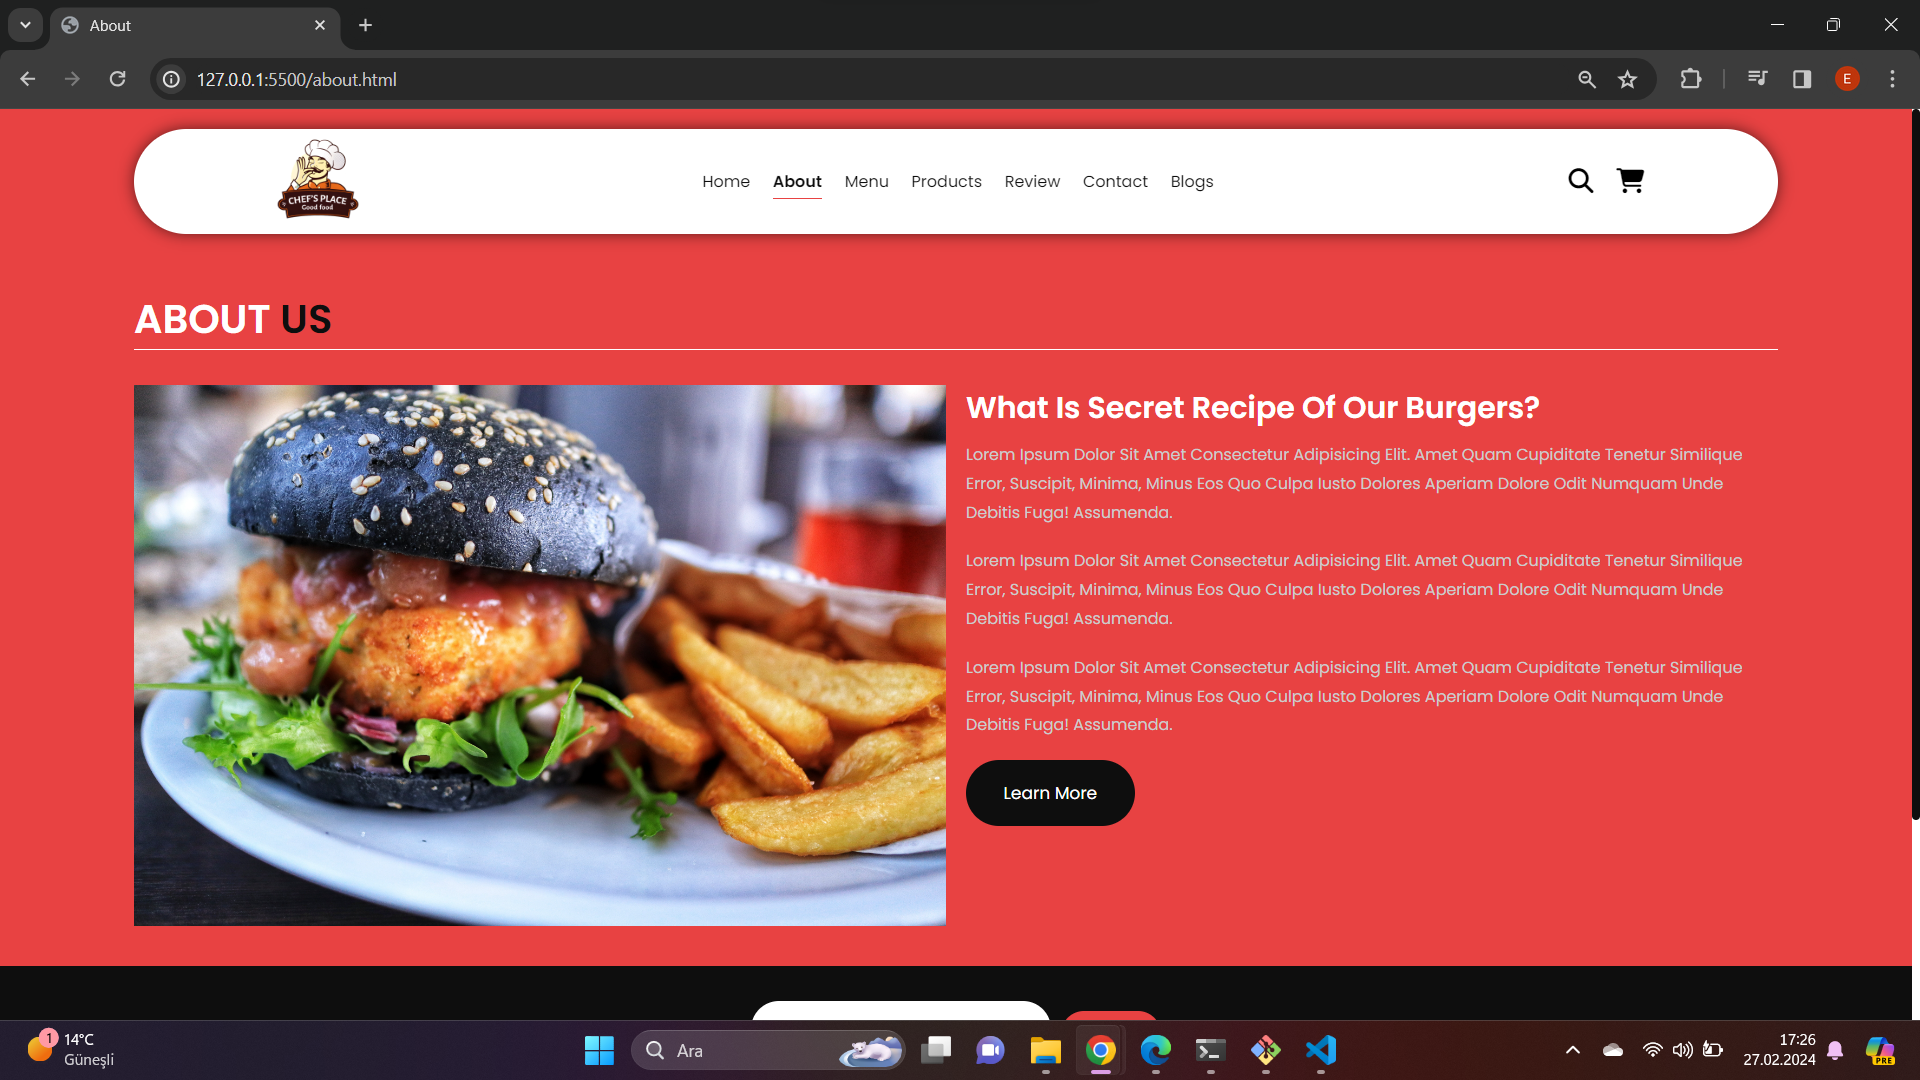 About
127.0.0.1:5500/about.html
E
CHEF'S PLACE
Good food
Home About Menu Products Review Contact Blogs
ABOUT US
What Is Secret Recipe Of Our Burgers?
Lorem Ipsum Dolor Sit Amet Consectetur Adipisicing Elit. Amet Quam Cupiditate Tenetur Similique
Error, Suscipit, Minima, Minus Eos Quo Culpa Iusto Dolores Aperiam Dolore Odit Numquam Unde
Debitis Fuga! Assumenda.
Lorem Ipsum Dolor Sit Amet Consectetur Adipisicing Elit. Amet Quam Cupiditate Tenetur Similique
Error, Suscipit, Minima, Minus Eos Quo Culpa Iusto Dolores Aperiam Dolore Odit Numquam Unde
Debitis Fuga! Assumenda.
Lorem Ipsum Dolor Sit Amet Consectetur Adipisicing Elit. Amet Quam Cupiditate Tenetur Similique
Error, Suscipit, Minima, Minus Eos Quo Culpa Iusto Dolores Aperiam Dolore Odit Numquam Unde
Debitis Fuga! Assumenda.
Learn More
1
14°C
Güneşli
Ara
17:26
27.02.2024
PRE